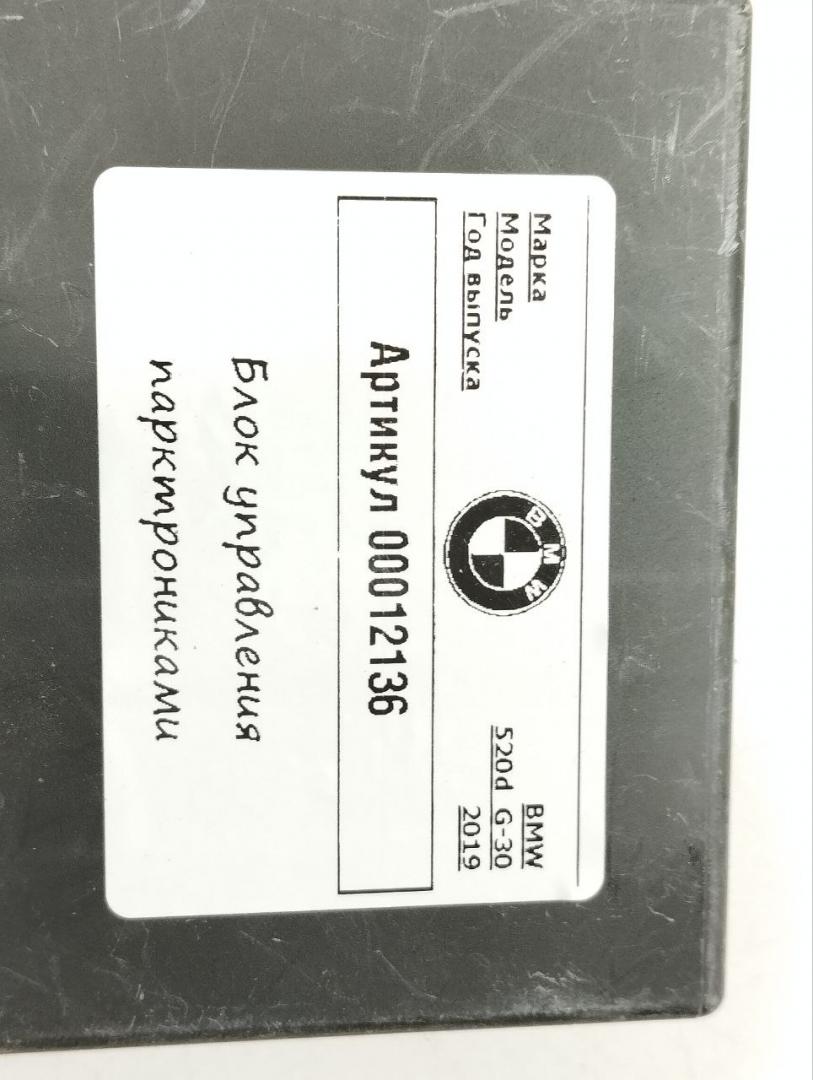 Марка BMW
Модель 520d G-30
Год выпуска 2019
BMW
Артикул 00012136
Блок управления
парктрониками